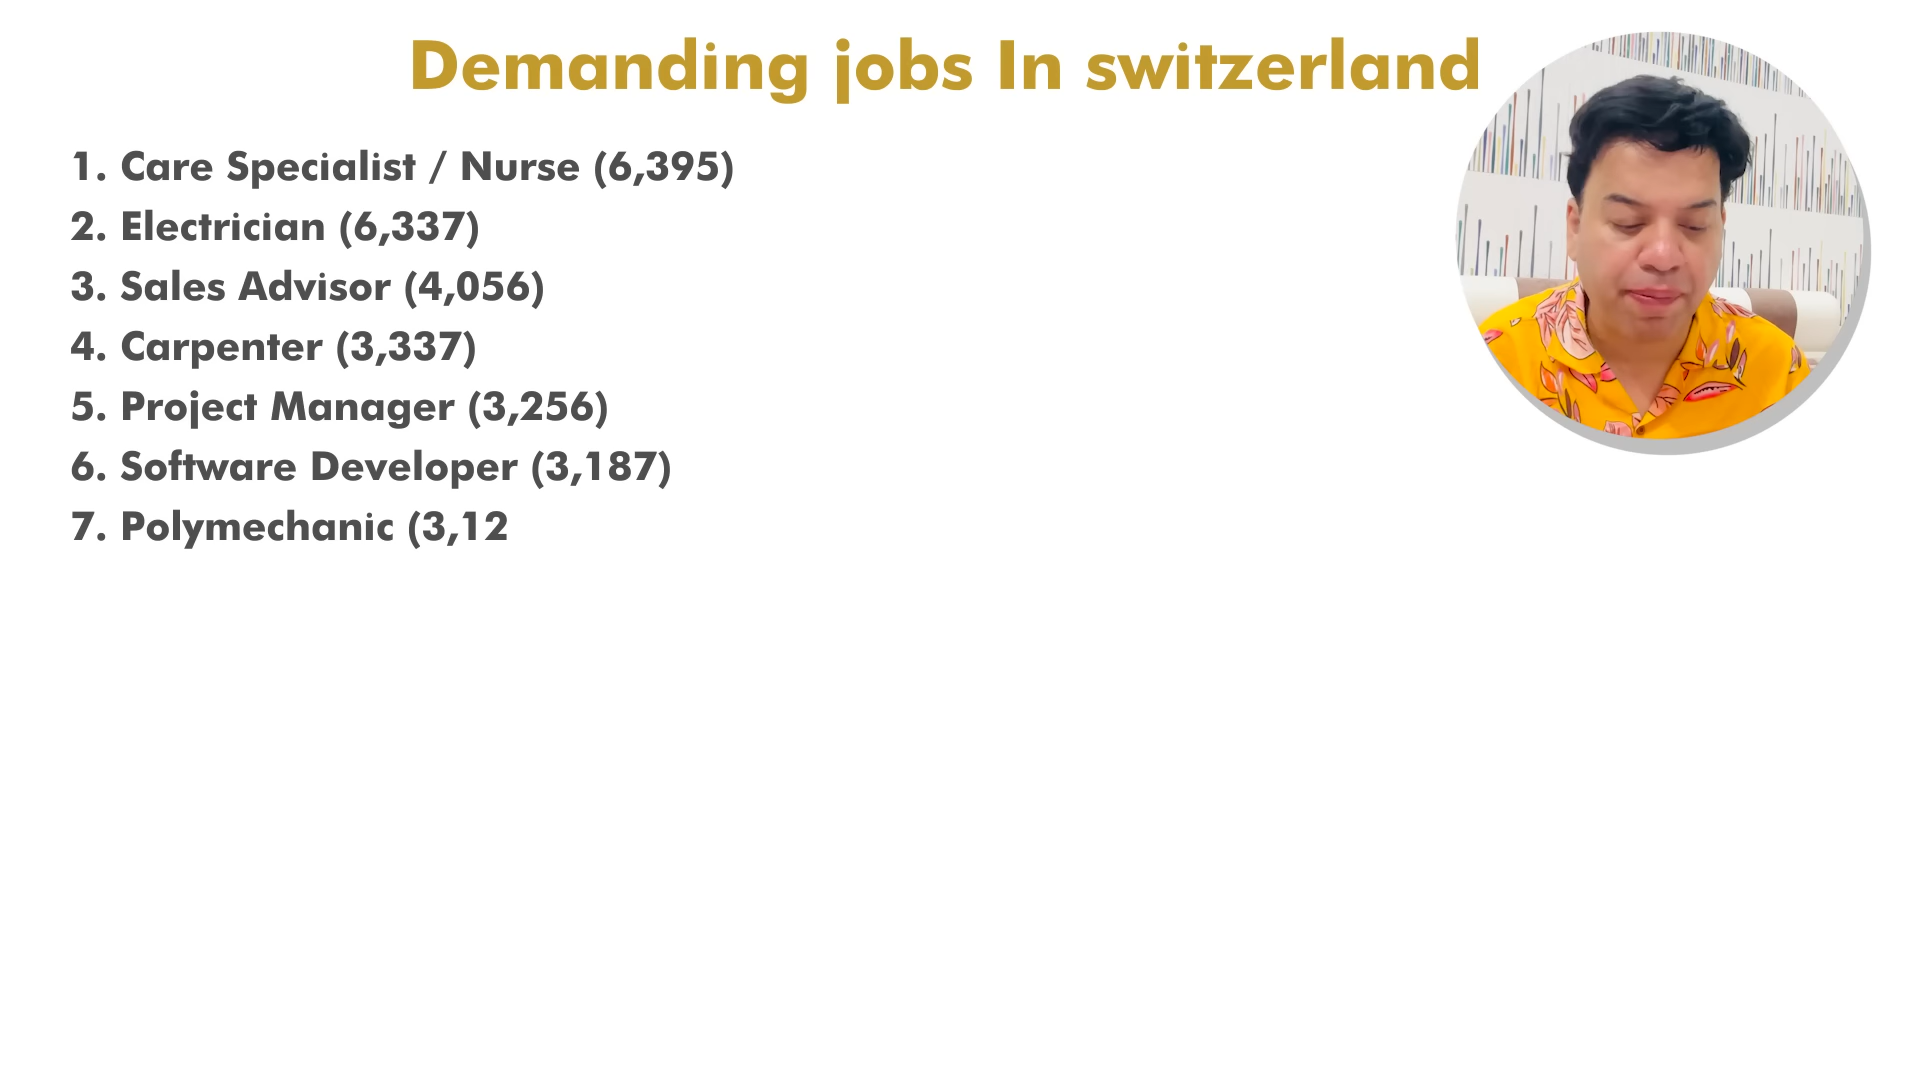 Demanding jobs In switzerland
1. Care Specialist / Nurse (6,395)
2. Electrician (6,337)
3. Sales Advisor (4,056)
4. Carpenter (3,337)
5. Project Manager (3,256)
6. Software Developer (3,187)
7. Polymechanic (3,12